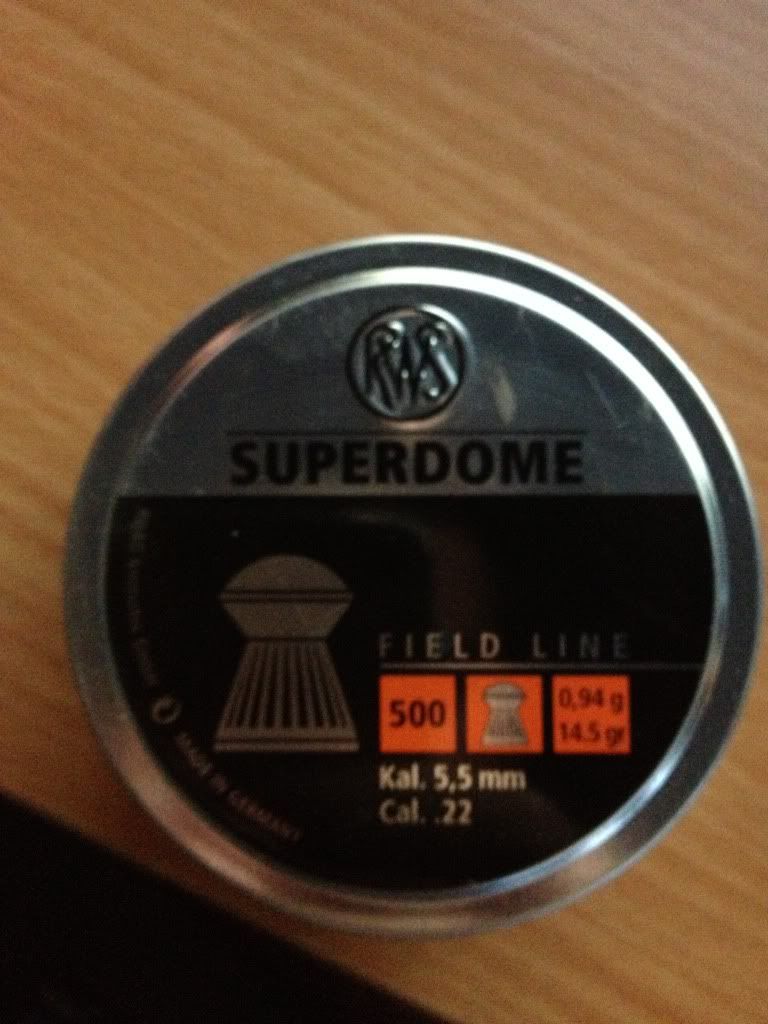 RWS
SUPERDOME
FIELD LINE
500
0,94 g
14.5 gr
Kal. 5,5 mm
Cal. .22
MADE IN GERMANY